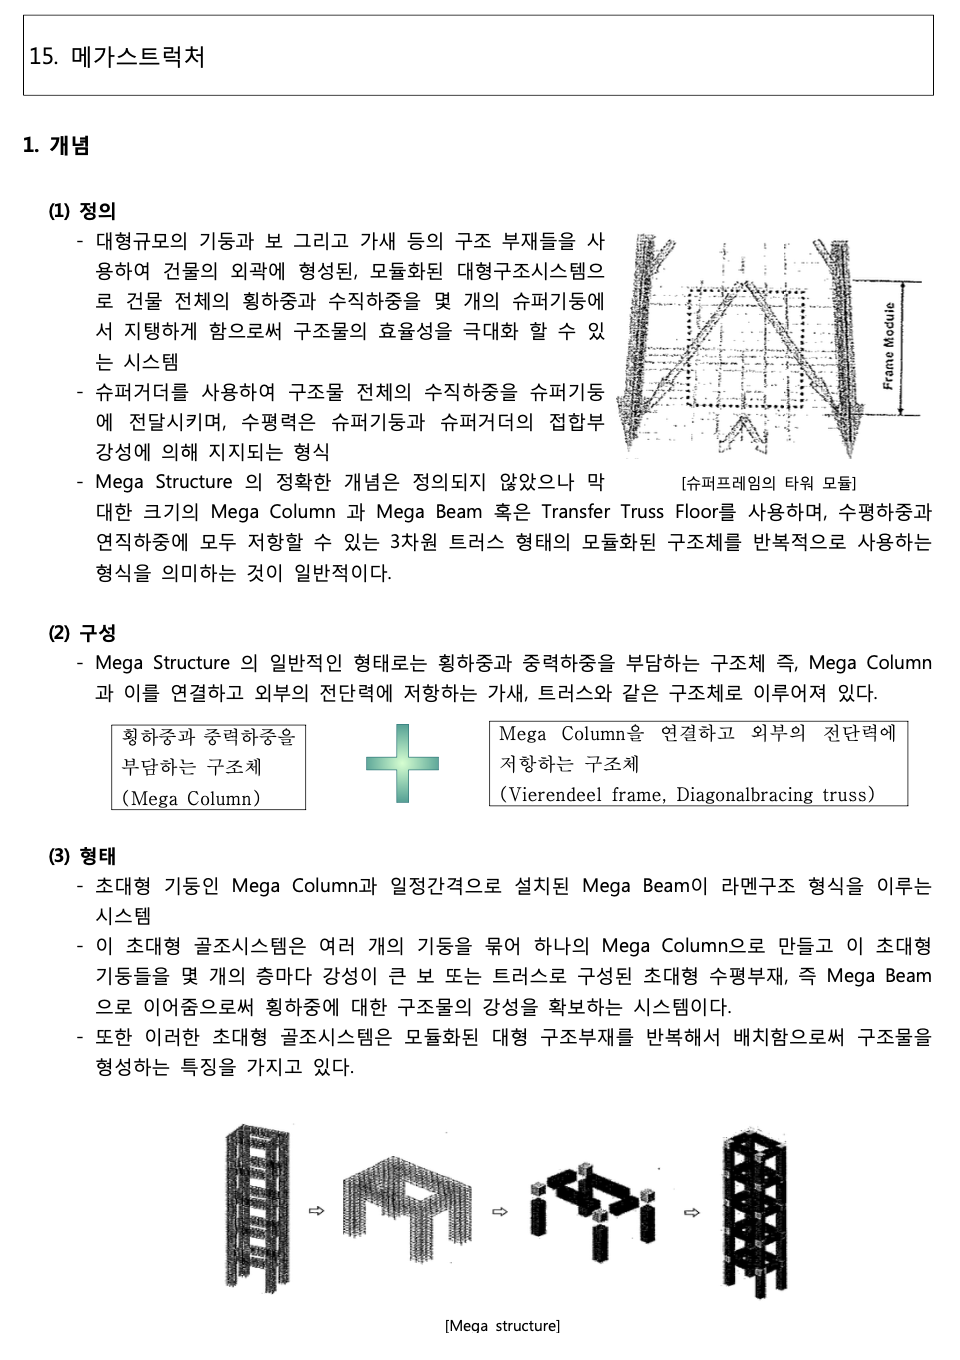 15. 메가스트럭처
1. 개념
(1) 정의
- 대형규모의 기둥과 보 그리고 가새 등의 구조 부재들을 사
용하여 건물의 외곽에 형성된, 모듈화된 대형구조시스템으
로 건물 전체의 횡하중과 수직하중을 몇 개의 슈퍼기둥에
서 지탱하게 함으로써 구조물의 효율성을 극대화 할 수 있
는 시스템
- 슈퍼거더를 사용하여 구조물 전체의 수직하중을 슈퍼기둥
에 전달시키며, 수평력은 슈퍼기둥과 슈퍼거더의 접합부
강성에 의해 지지되는 형식
Frame Module
[슈퍼프레임의 타워 모듈]
- Mega Structure 의 정확한 개념은 정의되지 않았으나 막
대한 크기의 Mega Column 과 Mega Beam 혹은 Transfer Truss Floor를 사용하며, 수평하중과
연직하중에 모두 저항할 수 있는 3차원 트러스 형태의 모듈화된 구조체를 반복적으로 사용하는
형식을 의미하는 것이 일반적이다.
(2) 구성
- Mega Structure 의 일반적인 형태로는 횡하중과 중력하중을 부담하는 구조체 즉, Mega Column
과 이를 연결하고 외부의 전단력에 저항하는 가새, 트러스와 같은 구조체로 이루어져 있다.
횡하중과 중력하중을
부담하는 구조체
(Mega Column)
Mega Column을 연결하고 외부의 전단력에
저항하는 구조체
(Vierendeel frame, Diagonalbracing truss)
(3) 형태
- 초대형 기둥인 Mega Column과 일정간격으로 설치된 Mega Beam이 라멘구조 형식을 이루는
시스템
- 이 초대형 골조시스템은 여러 개의 기둥을 묶어 하나의 Mega Column으로 만들고 이 초대형
기둥들을 몇 개의 층마다 강성이 큰 보 또는 트러스로 구성된 초대형 수평부재, 즉 Mega Beam
으로 이어줌으로써 횡하중에 대한 구조물의 강성을 확보하는 시스템이다.
- 또한 이러한 초대형 골조시스템은 모듈화된 대형 구조부재를 반복해서 배치함으로써 구조물을
형성하는 특징을 가지고 있다.
[Mega structure]